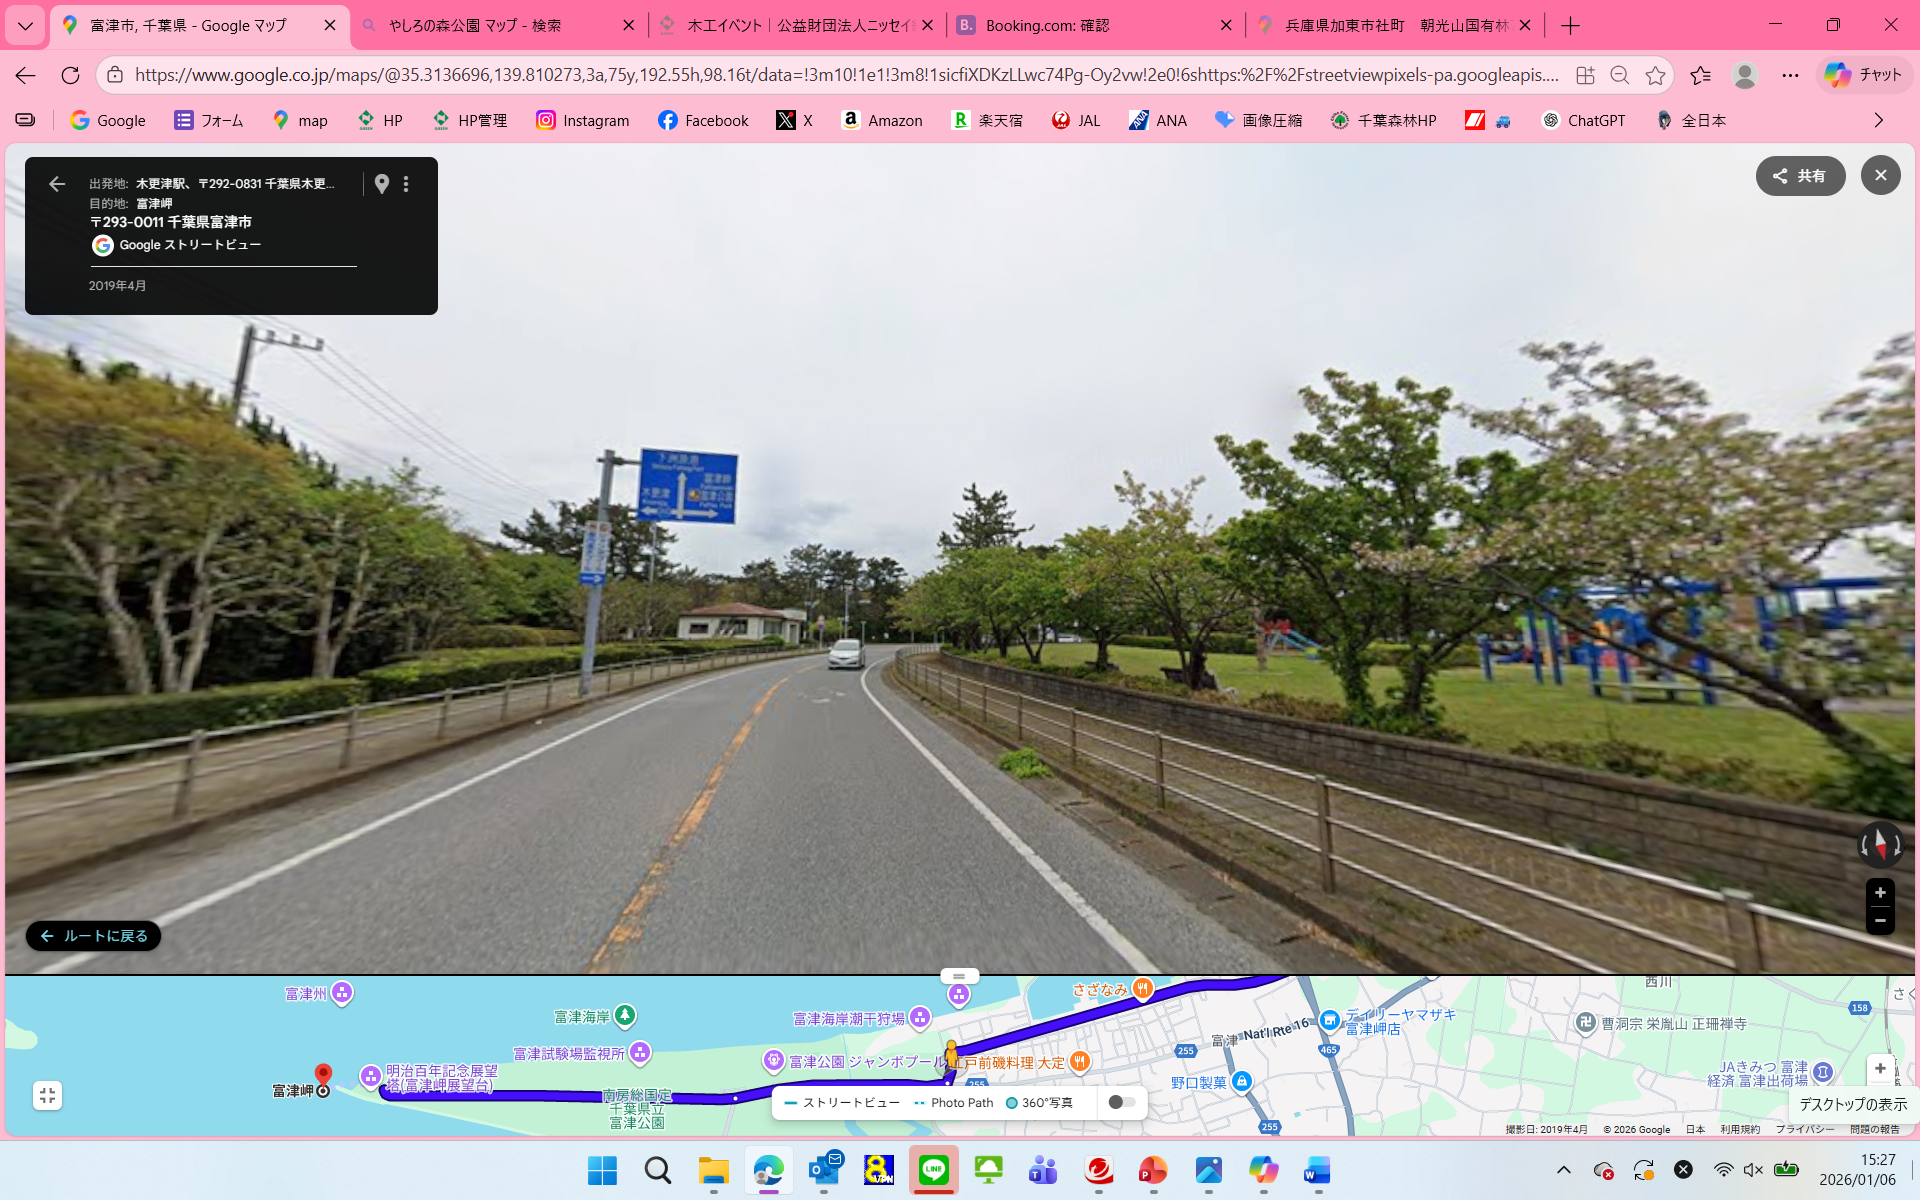 富津市, 千葉県 - Google マップ
やしろの森公園 マップ - 検索
木工イベント｜公益財団法人ニッセイ
Booking.com: 確認
兵庫県加東市社町　朝光山国有林
https://www.google.co.jp/maps/@35.3136696,139.810273,3a,75y,192.55h,98.16t/data=!3m10!1e1!3m8!1sicfiXDKzLLwc74Pg-Oy2vw!2e0!6shttps:%2F%2Fstreetviewpixels-pa.googleapis....
チャット
Google
フォーム
map
HP
HP管理
Instagram
Facebook
X
Amazon
楽天宿
JAL
ANA
画像圧縮
千葉森林HP
ChatGPT
全日本
出発地: 木更津駅、〒292-0831 千葉県木更...
目的地: 富津岬
〒293-0011 千葉県富津市
Google ストリートビュー
2019年4月
共有
木更津
富津岬
富津公園
ルートに戻る
富津州
富津海岸
富津海岸潮干狩場
富津試験場監視所
富津公園 ジャンボプール
さざなみ
江戸前磯料理 大定
明治百年記念展望
塔(富津岬展望台)
富津岬
南房総国定
千葉県立
富津公園
255
野口製菓
255
255
富津
Nat'l Rte 16
465
デイリーヤマザキ
富津岬店
西川
158
さく
曹洞宗 栄胤山 正珊禅寺
JAきみつ 富津
経済 富津出荷場
ストリートビュー
Photo Path
360°写真
デスクトップの表示
撮影日: 2019年4月
© 2026 Google
日本
利用規約
プライバシー
問題の報告
15:27
2026/01/06